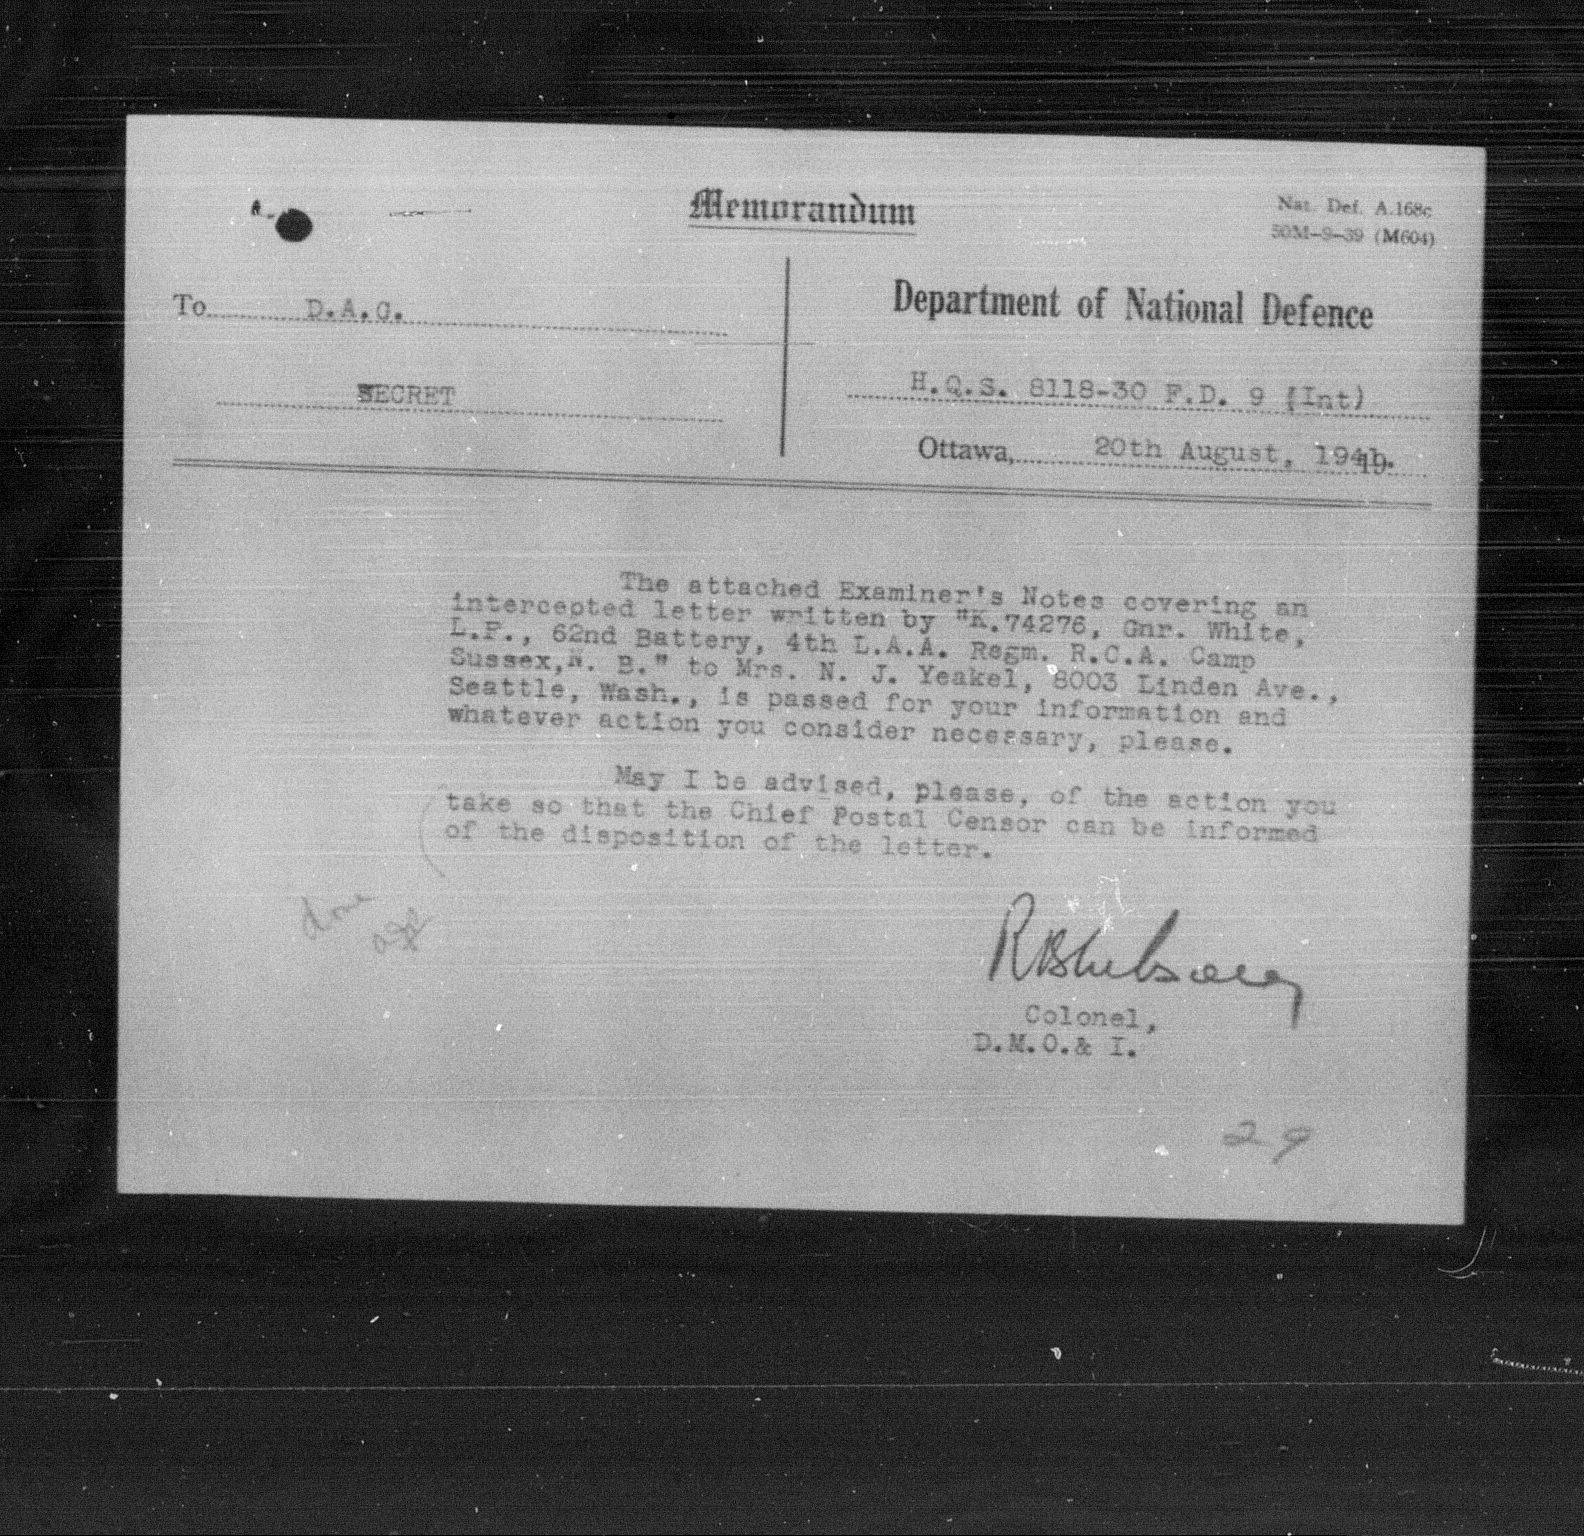 Memorandum
Nat. Def. A.168c
50M-9-39 (M604)
To D.A.G.
Department of National Defence
SECRET
H.Q.S. 8118-30 F.D. 9 (Int)
Ottawa, 20th August, 1941.
The attached Examiner's Notes covering an
intercepted letter written by "K.74276, Gnr. White,
L.P., 62nd Battery, 4th L.A.A. Regm. R.C.A. Camp
Sussex, N. B." to Mrs. N. J. Yeakel, 8003 Linden Ave.,
Seattle, Wash., is passed for your information and
whatever action you consider necessary, please.
May I be advised, please, of the action you
take so that the Chief Postal Censor can be informed
of the disposition of the letter.
done
Colonel,
D.M.O.& I.
29